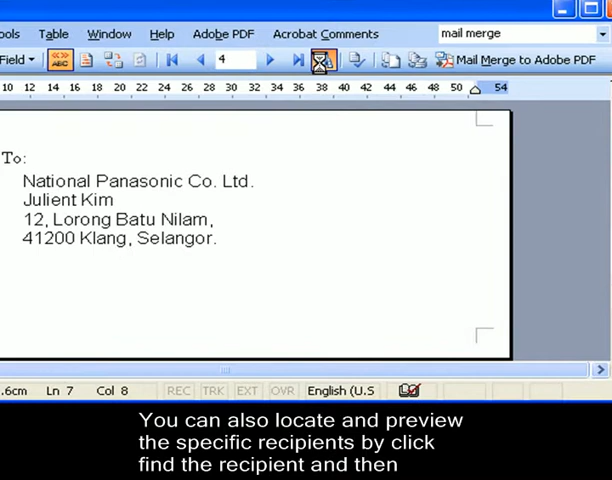 ools Table Window Help Adobe PDF Acrobat Comments mail merge
Field ABC 4 Mail Merge to Adobe PDF
10 12 14 16 18 20 22 24 26 28 30 32 34 36 38 40 42 44 46 48 50 54
To:
National Panasonic Co. Ltd.
Julient Kim
12, Lorong Batu Nilam,
41200 Klang, Selangor.
.6cm Ln 7 Col 8 REC TRK EXT OVR English (U.S
You can also locate and preview
the specific recipients by click
find the recipient and then